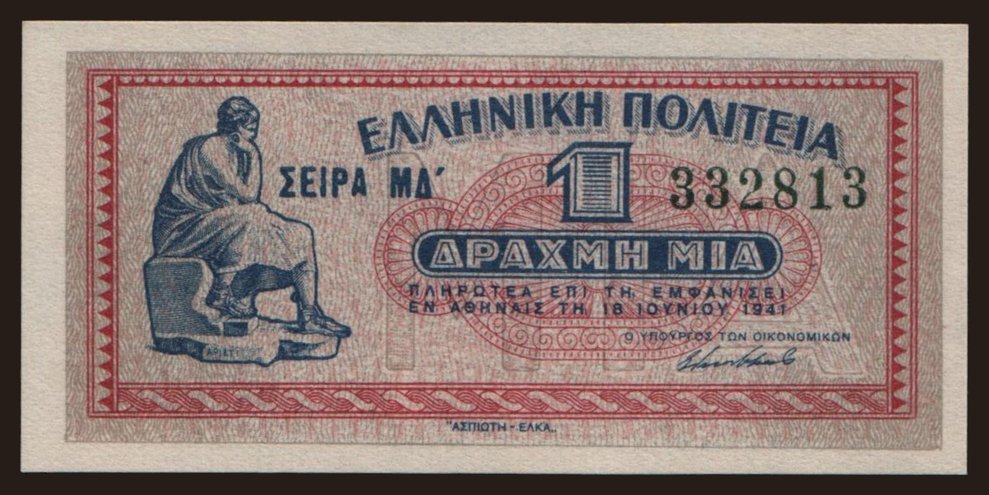 ΕΛΛΗΝΙΚΗ ΠΟΛΙΤΕΙΑ
ΣΕΙΡΑ ΜΔ΄ 1 332813
ΔΡΑΧΜΗ ΜΙΑ
ΠΛΗΡΩΤΕΑ ΕΠΙ ΤΗ, ΕΜΦΑΝΙΣΕΙ
ΕΝ ΑΘΗΝΑΙΣ ΤΗ 18 ΙΟΥΝΙΟΥ 1941
Ο ΥΠΟΥΡΓΟΣ ΤΩΝ ΟΙΚΟΝΟΜΙΚΩΝ
"ΑΣΠΙΩΤΗ - ΕΛΚΑ„